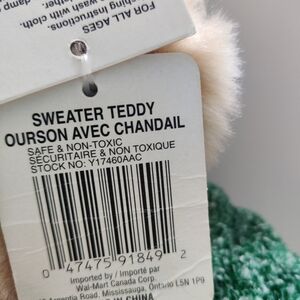 FOR ALL AGES
SWEATER TEDDY
OURSON AVEC CHANDAIL
SAFE & NON-TOXIC
SÉCURITAIRE & NON TOXIQUE
STOCK NO: Y17460AAC
0 47475 91849 2
Imported by / Importé par
Wal-Mart Canada Corp.
Argentia Road, Mississauga, Ontario L5N 1P9
IN CHINA